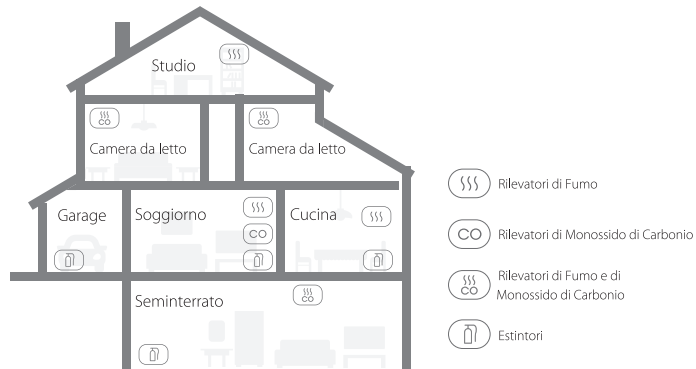 Studio
CO
Camera da letto
CO
Camera da letto
Garage
Soggiorno
CO
Cucina
Seminterrato
CO
Rilevatori di Fumo
CO
Rilevatori di Monossido di Carbonio
CO
Rilevatori di Fumo e di
Monossido di Carbonio
Estintori